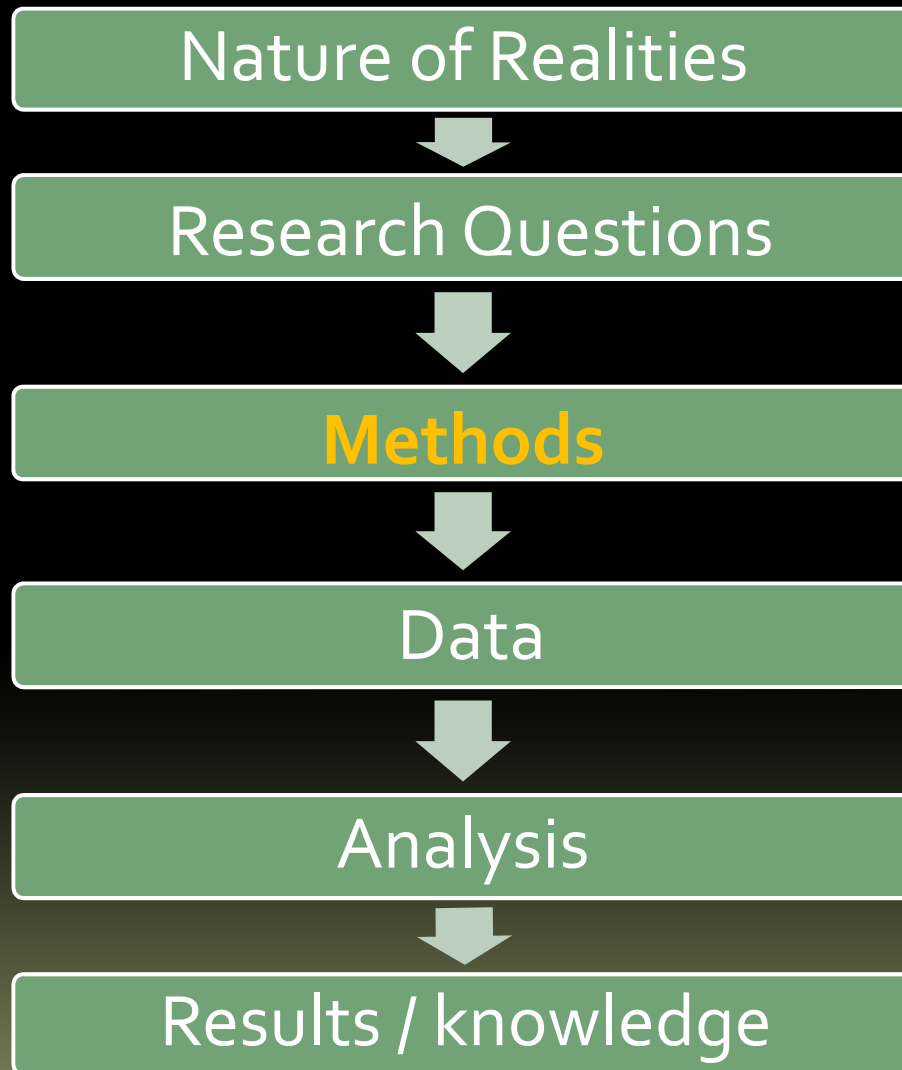 Nature of Realities
Research Questions
Methods
Data
Analysis
Results / knowledge